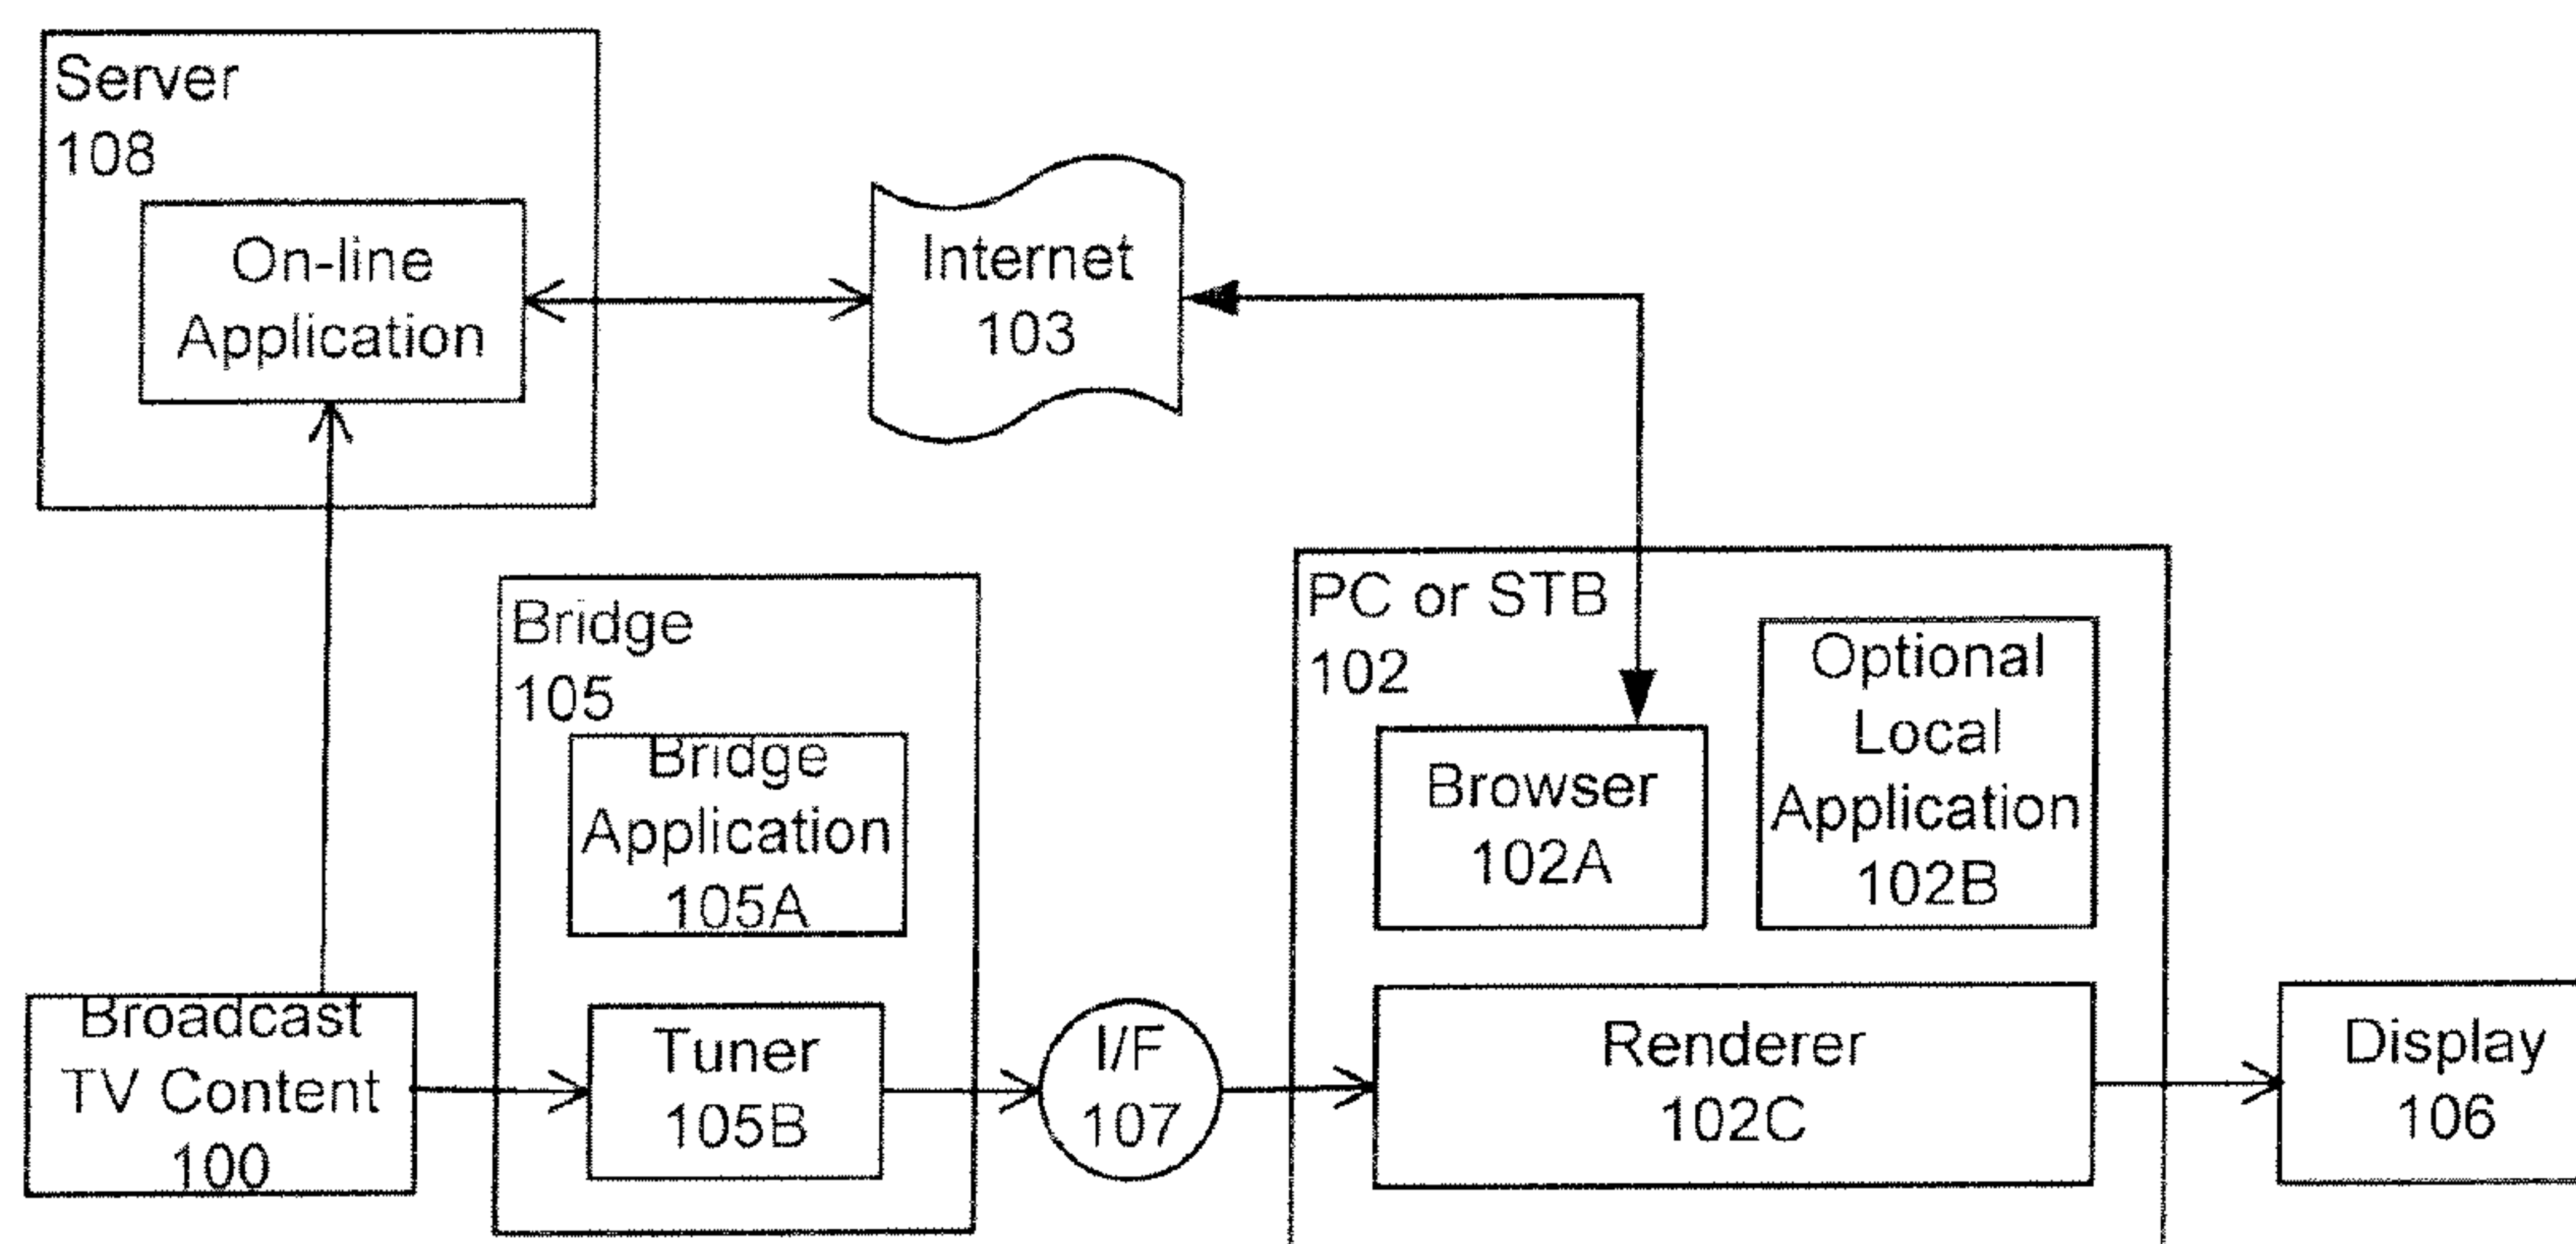 Server
108
On-line
Application
Internet
103
Bridge
105
Bridge
Application
105A
PC or STB
102
Browser
102A
Optional
Local
Application
102B
Broadcast
TV Content
100
Tuner
105B
I/F
107
Renderer
102C
Display
106